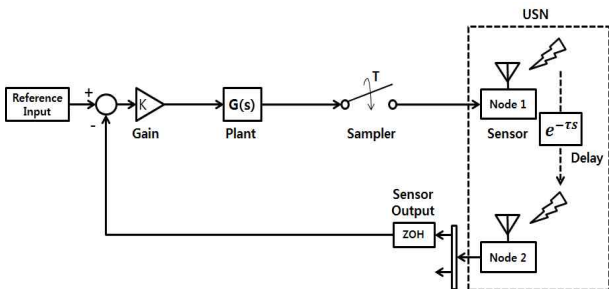 USN
T
+
Reference
Input
K
G(s)
Node 1
-
Gain
Plant
Sampler
Sensor
e^{-τs}
Delay
Sensor
Output
ZOH
Node 2